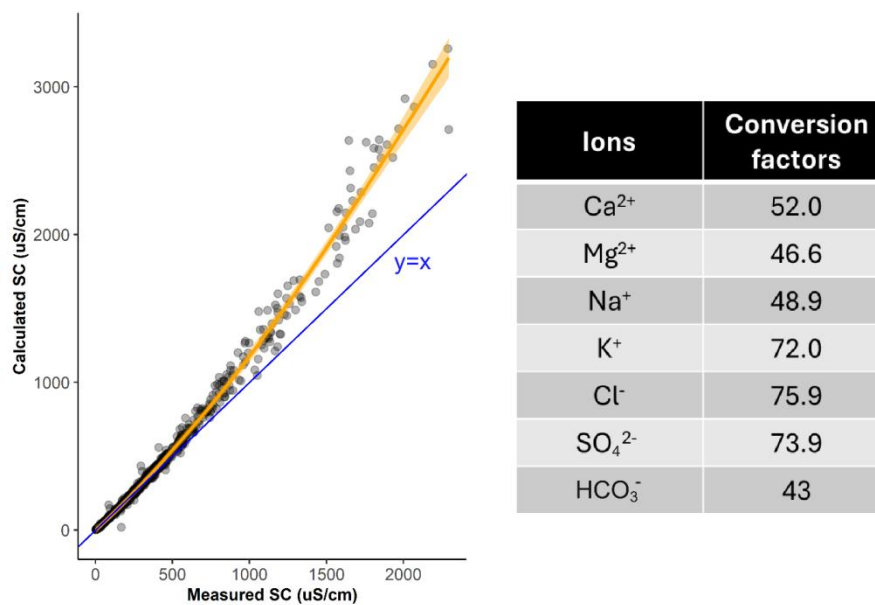 3000
2000
1000
0
Calculated SC (uS/cm)
y=x
0 500 1000 1500 2000
Measured SC (uS/cm)
Ions Conversion factors
Ca²⁺ 52.0
Mg²⁺ 46.6
Na⁺ 48.9
K⁺ 72.0
Cl⁻ 75.9
SO₄²⁻ 73.9
HCO₃⁻ 43